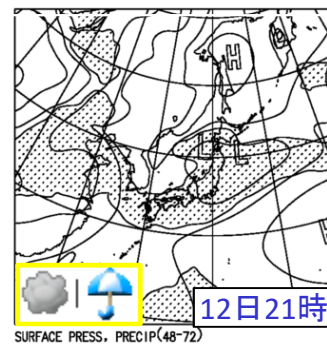 H
L
12日21時
SURFACE PRESS, PRECIP(48-72)